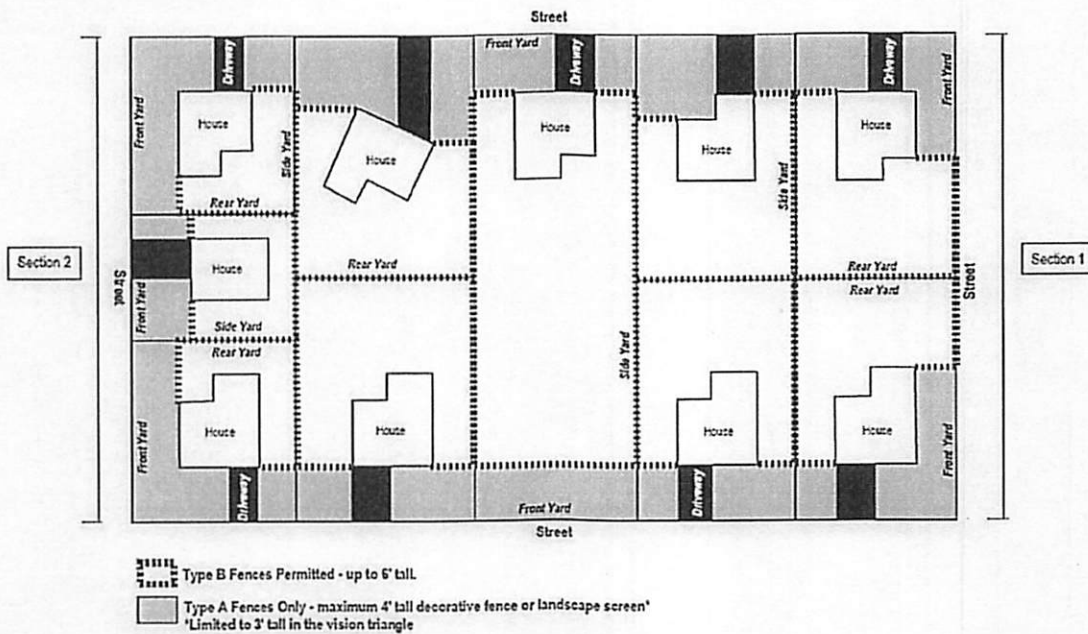 Street
Front Yard
Driveway
Driveway
Driveway
Front Yard
House
House
House
House
House
Front Yard
Side Yard
Side Yard
Rear Yard
Section 2
Street
House
Rear Yard
Rear Yard
Rear Yard
Street
Section 1
Front Yard
Side Yard
Rear Yard
Side Yard
House
House
House
House
Front Yard
Front Yard
Driveway
Driveway
Front Yard
Street
Type B Fences Permitted - up to 6' tall.
Type A Fences Only - maximum 4' tall decorative fence or landscape screen*
*Limited to 3' tall in the vision triangle